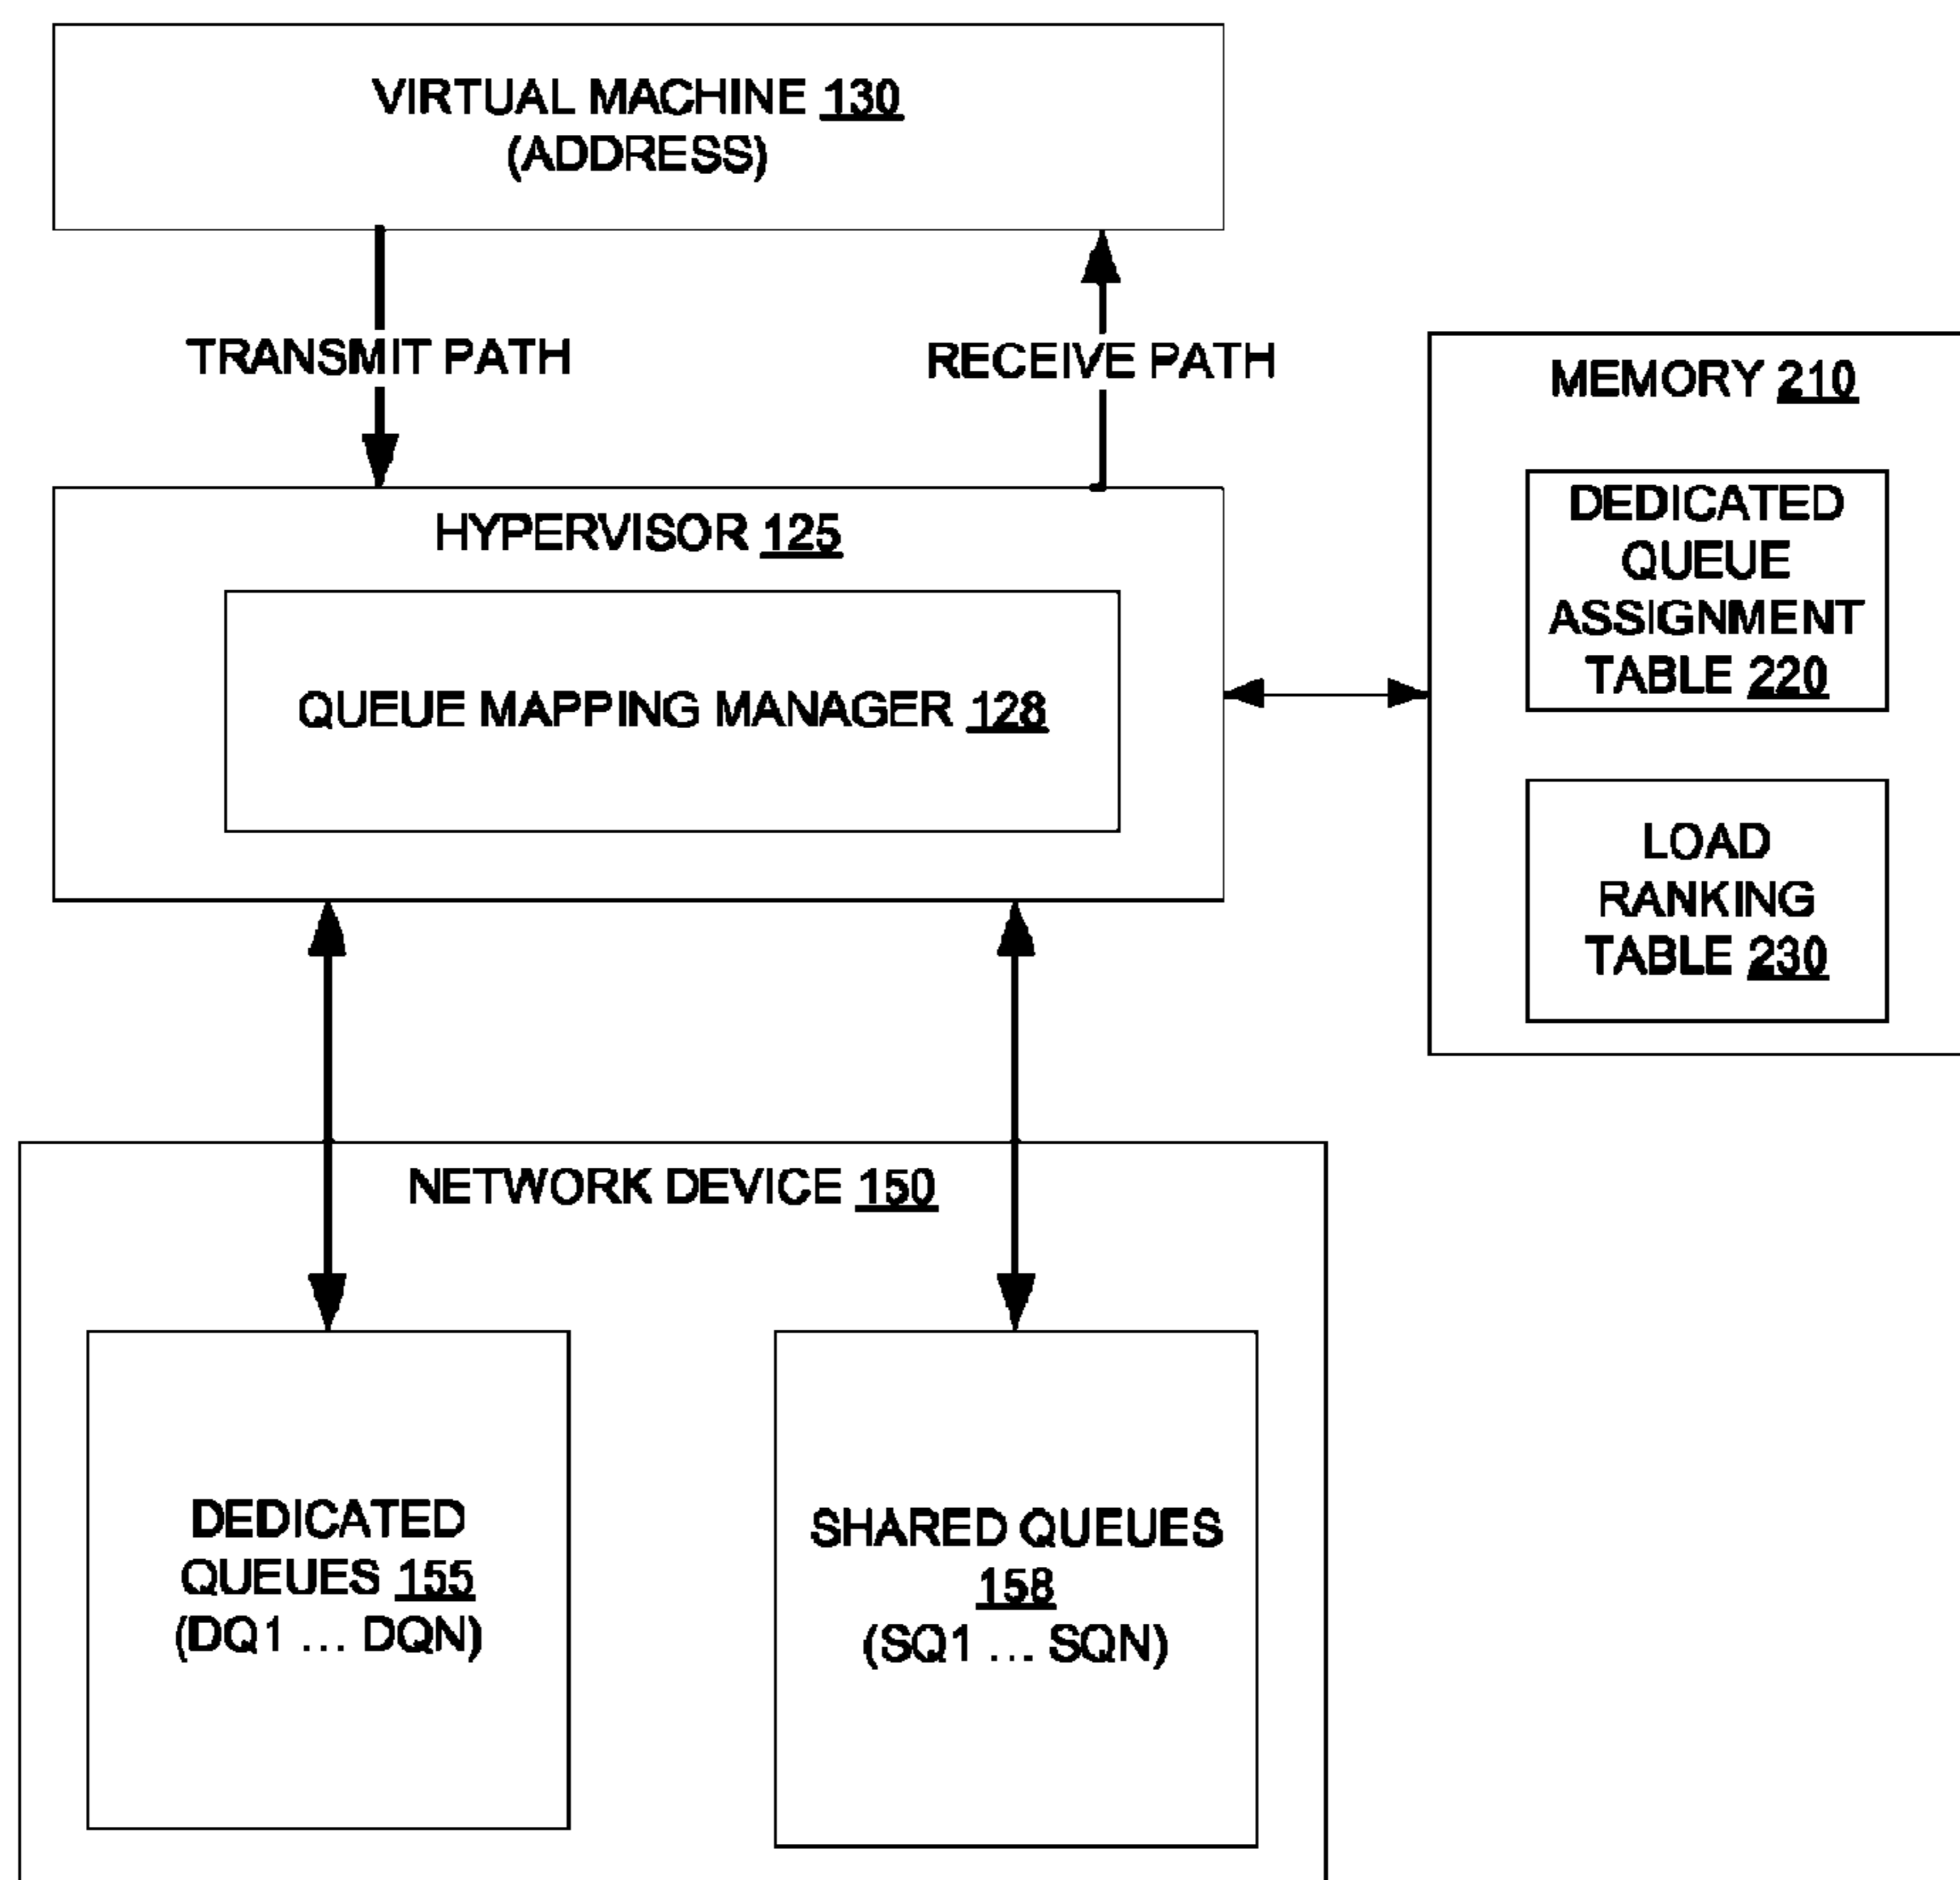 VIRTUAL MACHINE 130
(ADDRESS)
TRANSMIT PATH
RECEIVE PATH
HYPERVISOR 125
QUEUE MAPPING MANAGER 128
MEMORY 210
DEDICATED
QUEUE
ASSIGNMENT
TABLE 220
LOAD
RANKING
TABLE 230
NETWORK DEVICE 150
DEDICATED
QUEUES 155
(DQ1 ... DQN)
SHARED QUEUES
158
(SQ1 ... SQN)